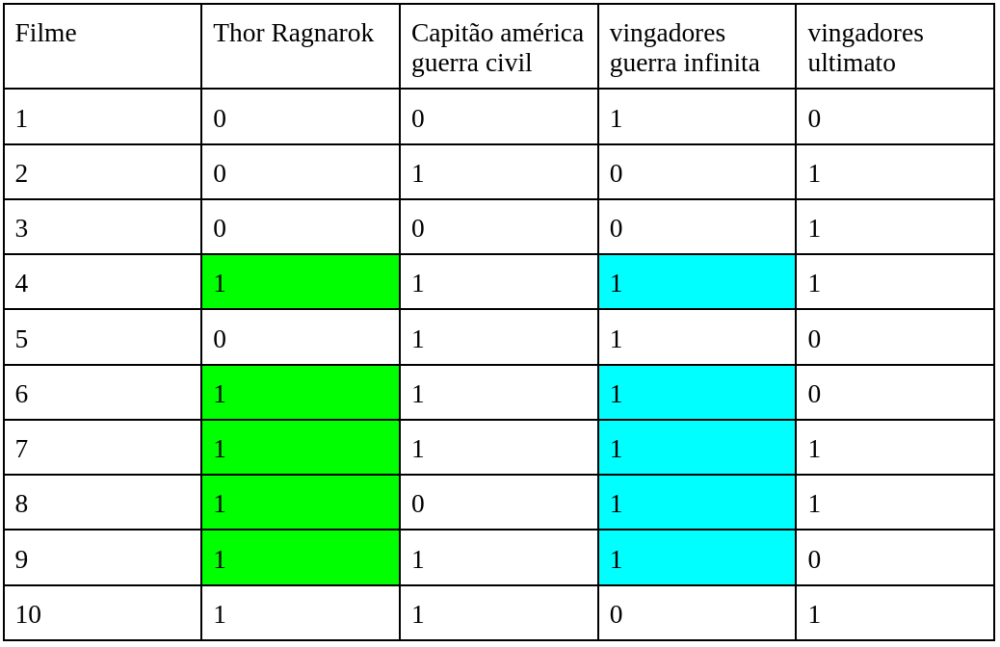 Filme Thor Ragnarok Capitão américa guerra civil vingadores guerra infinita vingadores ultimato
1 0 0 1 0
2 0 1 0 1
3 0 0 0 1
4 1 1 1 1
5 0 1 1 0
6 1 1 1 0
7 1 1 1 1
8 1 0 1 1
9 1 1 1 0
10 1 1 0 1